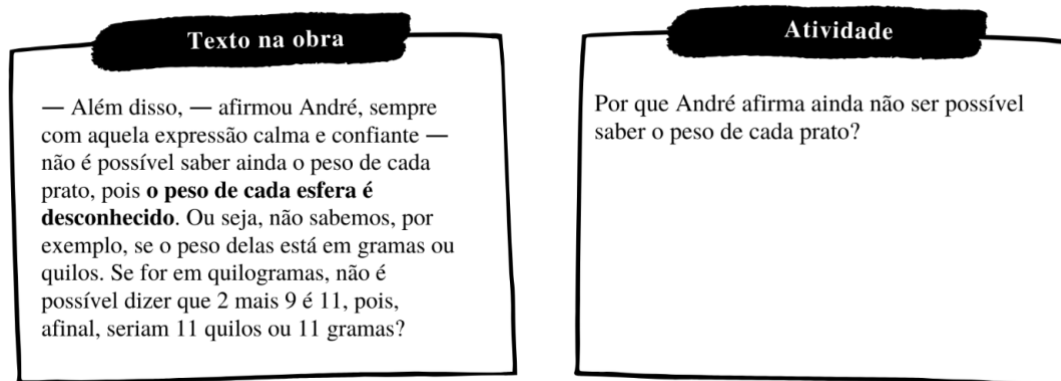 Texto na obra
— Além disso, — afirmou André, sempre
com aquela expressão calma e confiante —
não é possível saber ainda o peso de cada
prato, pois o peso de cada esfera é
desconhecido. Ou seja, não sabemos, por
exemplo, se o peso delas está em gramas ou
quilos. Se for em quilogramas, não é
possível dizer que 2 mais 9 é 11, pois,
afinal, seriam 11 quilos ou 11 gramas?
Atividade
Por que André afirma ainda não ser possível
saber o peso de cada prato?